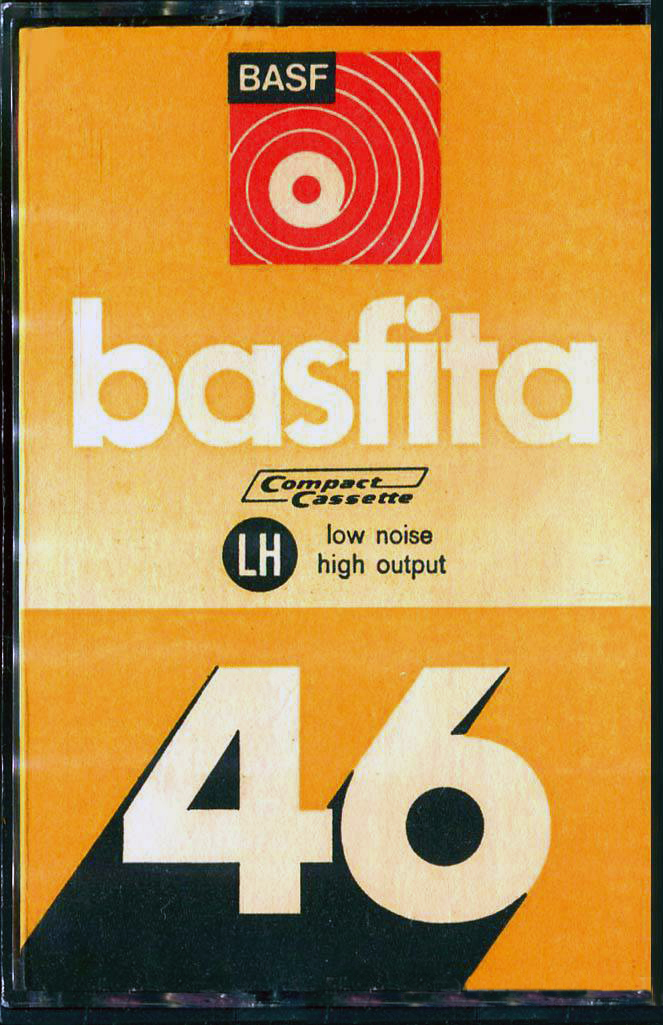 BASF
basfita
Compact
Cassette
LH
low noise
high output
46